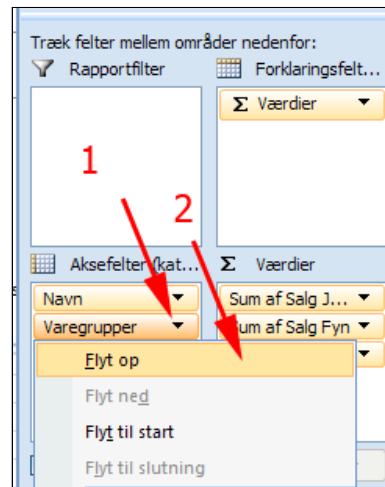 Træk felter mellem områder nedenfor:
Rapportfilter
Forklaringsfelt...
Σ Værdier
1
2
Aksefelter (kat...
Σ Værdier
Navn
Sum af Salg J...
Varegrupper
Sum af Salg Fyn
Flyt op
Flyt ned
Flyt til start
Flyt til slutning